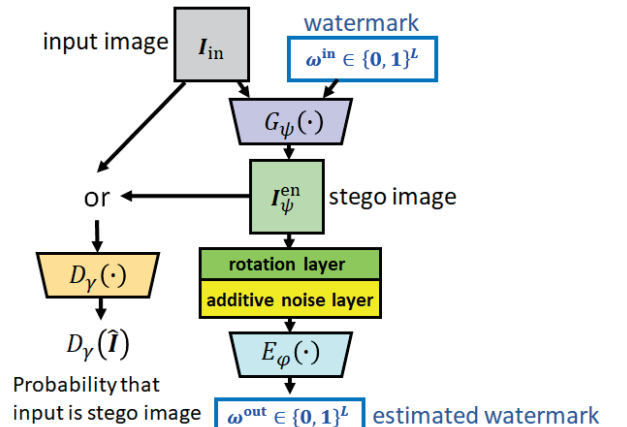 watermark
input image
𝑰_in
𝝎^in ∈ {0, 1}^𝑳
G_ψ(·)
or
𝑰_ψ^en
stego image
rotation layer
D_γ(·)
additive noise layer
D_γ(𝑰̂)
E_φ(·)
Probability that
input is stego image
𝝎^out ∈ {0, 1}^𝑳
estimated watermark